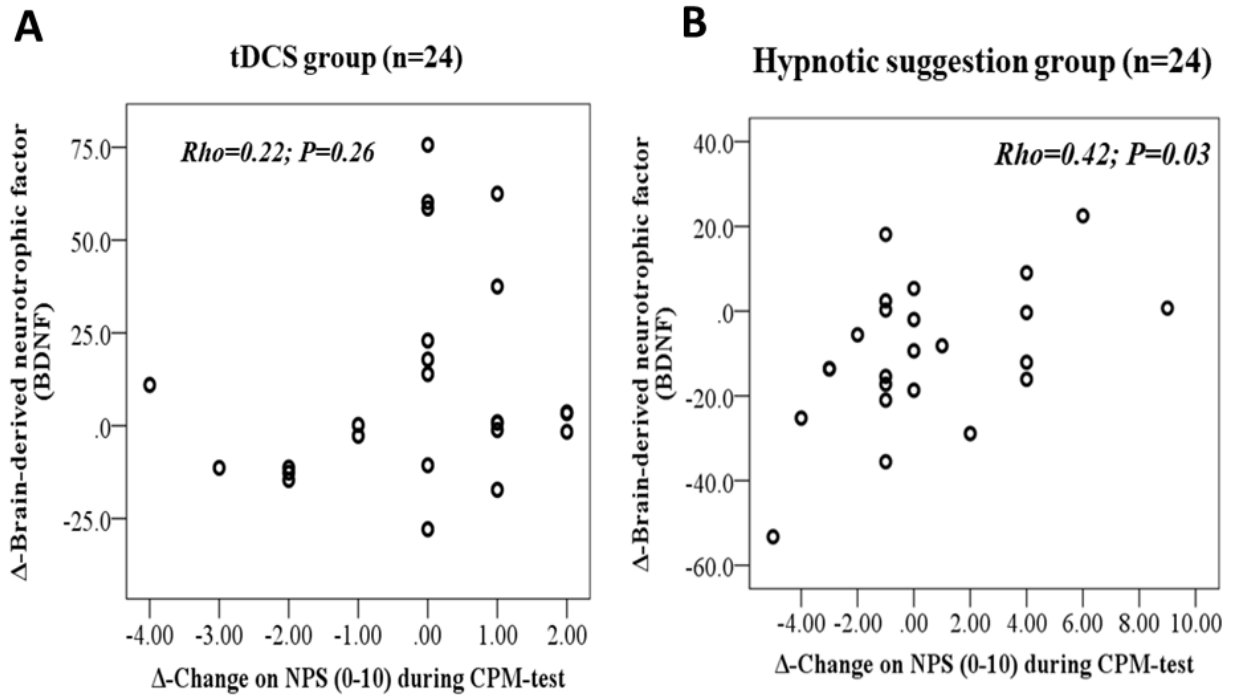 A
tDCS group (n=24)
Δ-Brain-derived neurotrophic factor
(BDNF)
75.0
50.0
25.0
.0
-25.0
Rho=0.22; P=0.26
-4.00 -3.00 -2.00 -1.00 .00 1.00 2.00
Δ-Change on NPS (0-10) during CPM-test
B
Hypnotic suggestion group (n=24)
Δ-Brain-derived neurotrophic factor
(BDNF)
40.0
20.0
.0
-20.0
-40.0
-60.0
Rho=0.42; P=0.03
-4.00 -2.00 .00 2.00 4.00 6.00 8.00 10.00
Δ-Change on NPS (0-10) during CPM-test